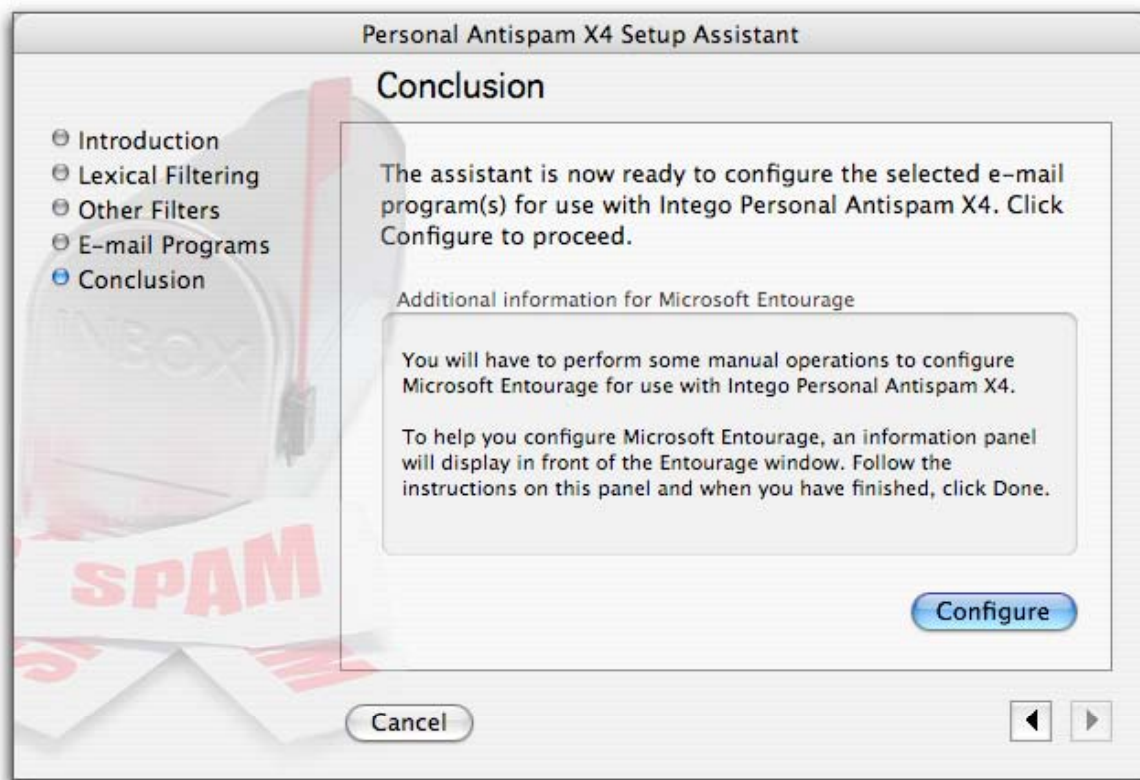 Personal Antispam X4 Setup Assistant
Conclusion
Introduction
Lexical Filtering
Other Filters
E-mail Programs
Conclusion
The assistant is now ready to configure the selected e-mail
program(s) for use with Intego Personal Antispam X4. Click
Configure to proceed.
Additional information for Microsoft Entourage
You will have to perform some manual operations to configure
Microsoft Entourage for use with Intego Personal Antispam X4.
To help you configure Microsoft Entourage, an information panel
will display in front of the Entourage window. Follow the
instructions on this panel and when you have finished, click Done.
INBOX
SPAM
Configure
Cancel